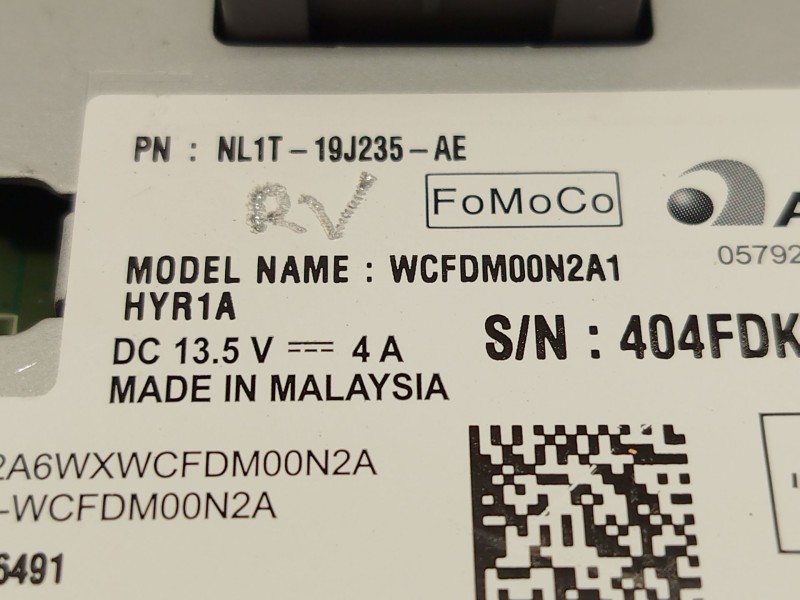 PN : NL1T-19J235-AE
RV
FoMoCo
A
05792
MODEL NAME : WCFDM00N2A1
HYR1A
DC 13.5 V ⎓ 4 A
S/N : 404FDK
MADE IN MALAYSIA
2A6WXWCFDM00N2A
-WCFDM00N2A
6491